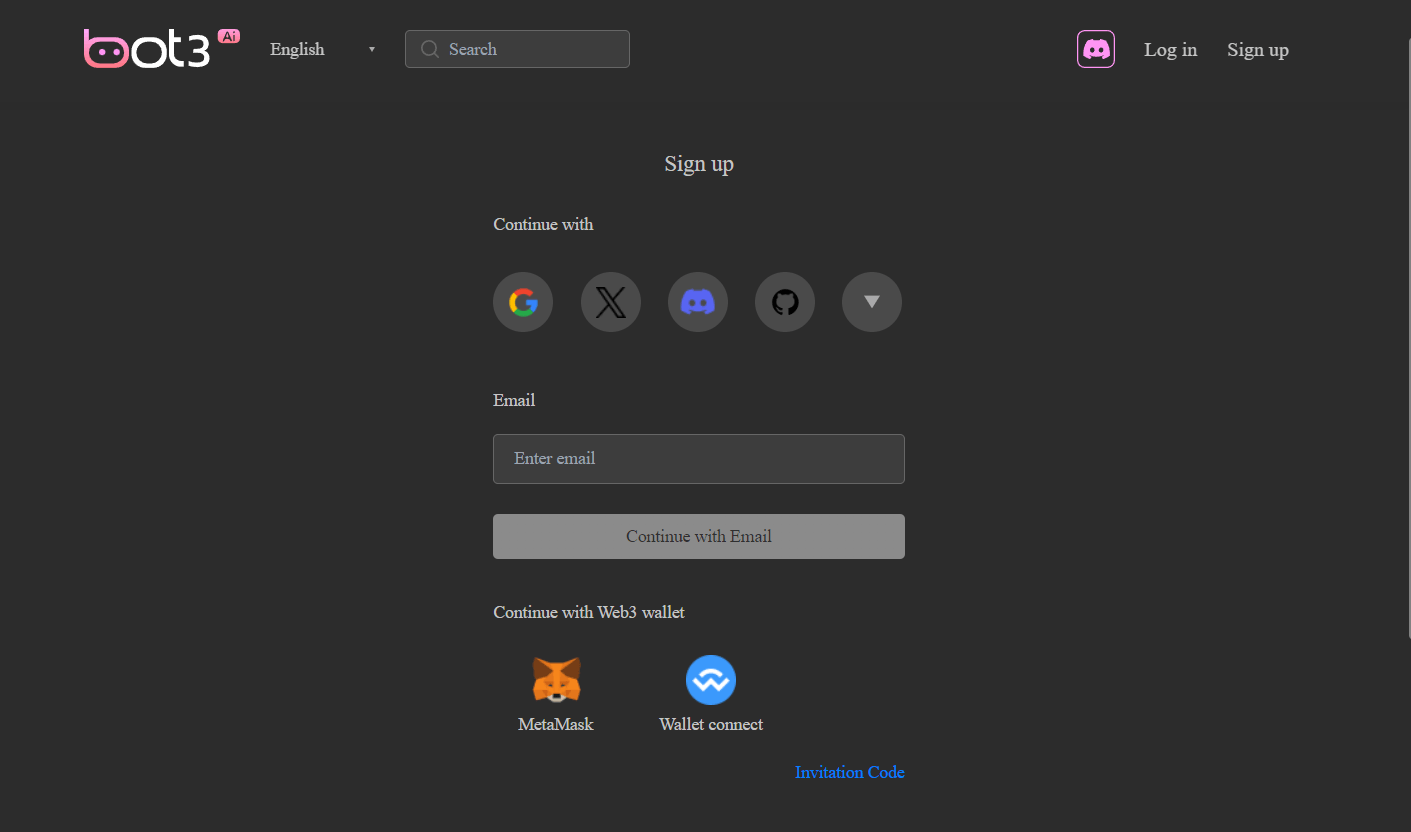 bot3 Ai
English
Search
Log in
Sign up
Sign up
Continue with
Email
Enter email
Continue with Email
Continue with Web3 wallet
MetaMask
Wallet connect
Invitation Code